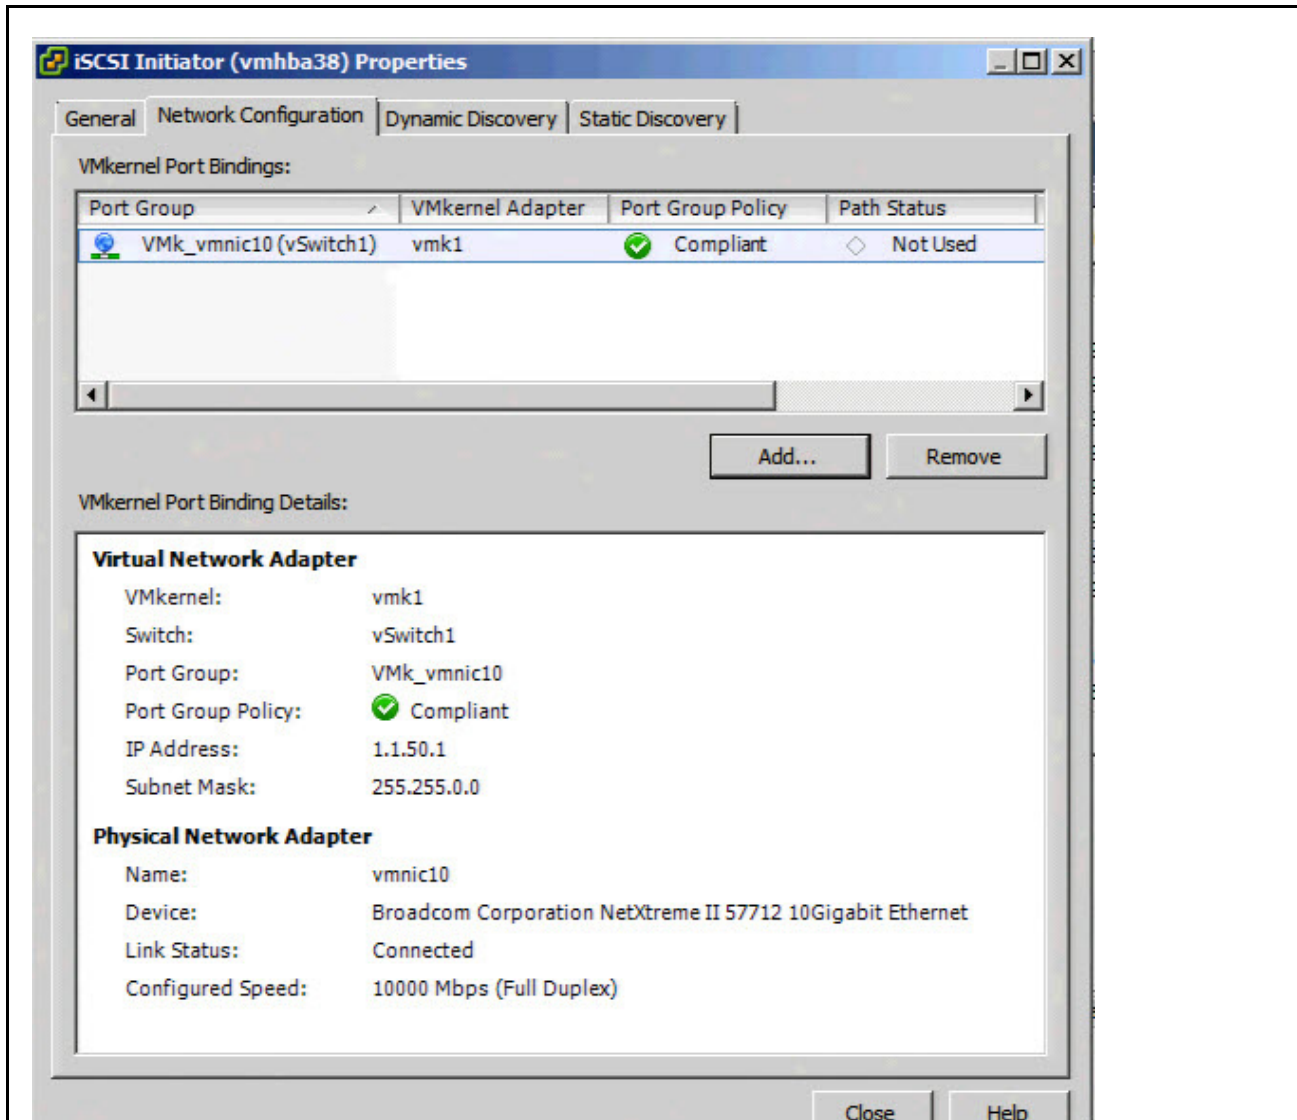 iSCSI Initiator (vmhba38) Properties
General Network Configuration Dynamic Discovery Static Discovery
VMkernel Port Bindings:
Port Group VMkernel Adapter Port Group Policy Path Status
VMk_vmnic10 (vSwitch1) vmk1 Compliant Not Used
Add... Remove
VMkernel Port Binding Details:
Virtual Network Adapter
VMkernel: vmk1
Switch: vSwitch1
Port Group: VMk_vmnic10
Port Group Policy: Compliant
IP Address: 1.1.50.1
Subnet Mask: 255.255.0.0
Physical Network Adapter
Name: vmnic10
Device: Broadcom Corporation NetXtreme II 57712 10Gigabit Ethernet
Link Status: Connected
Configured Speed: 10000 Mbps (Full Duplex)
Close Help